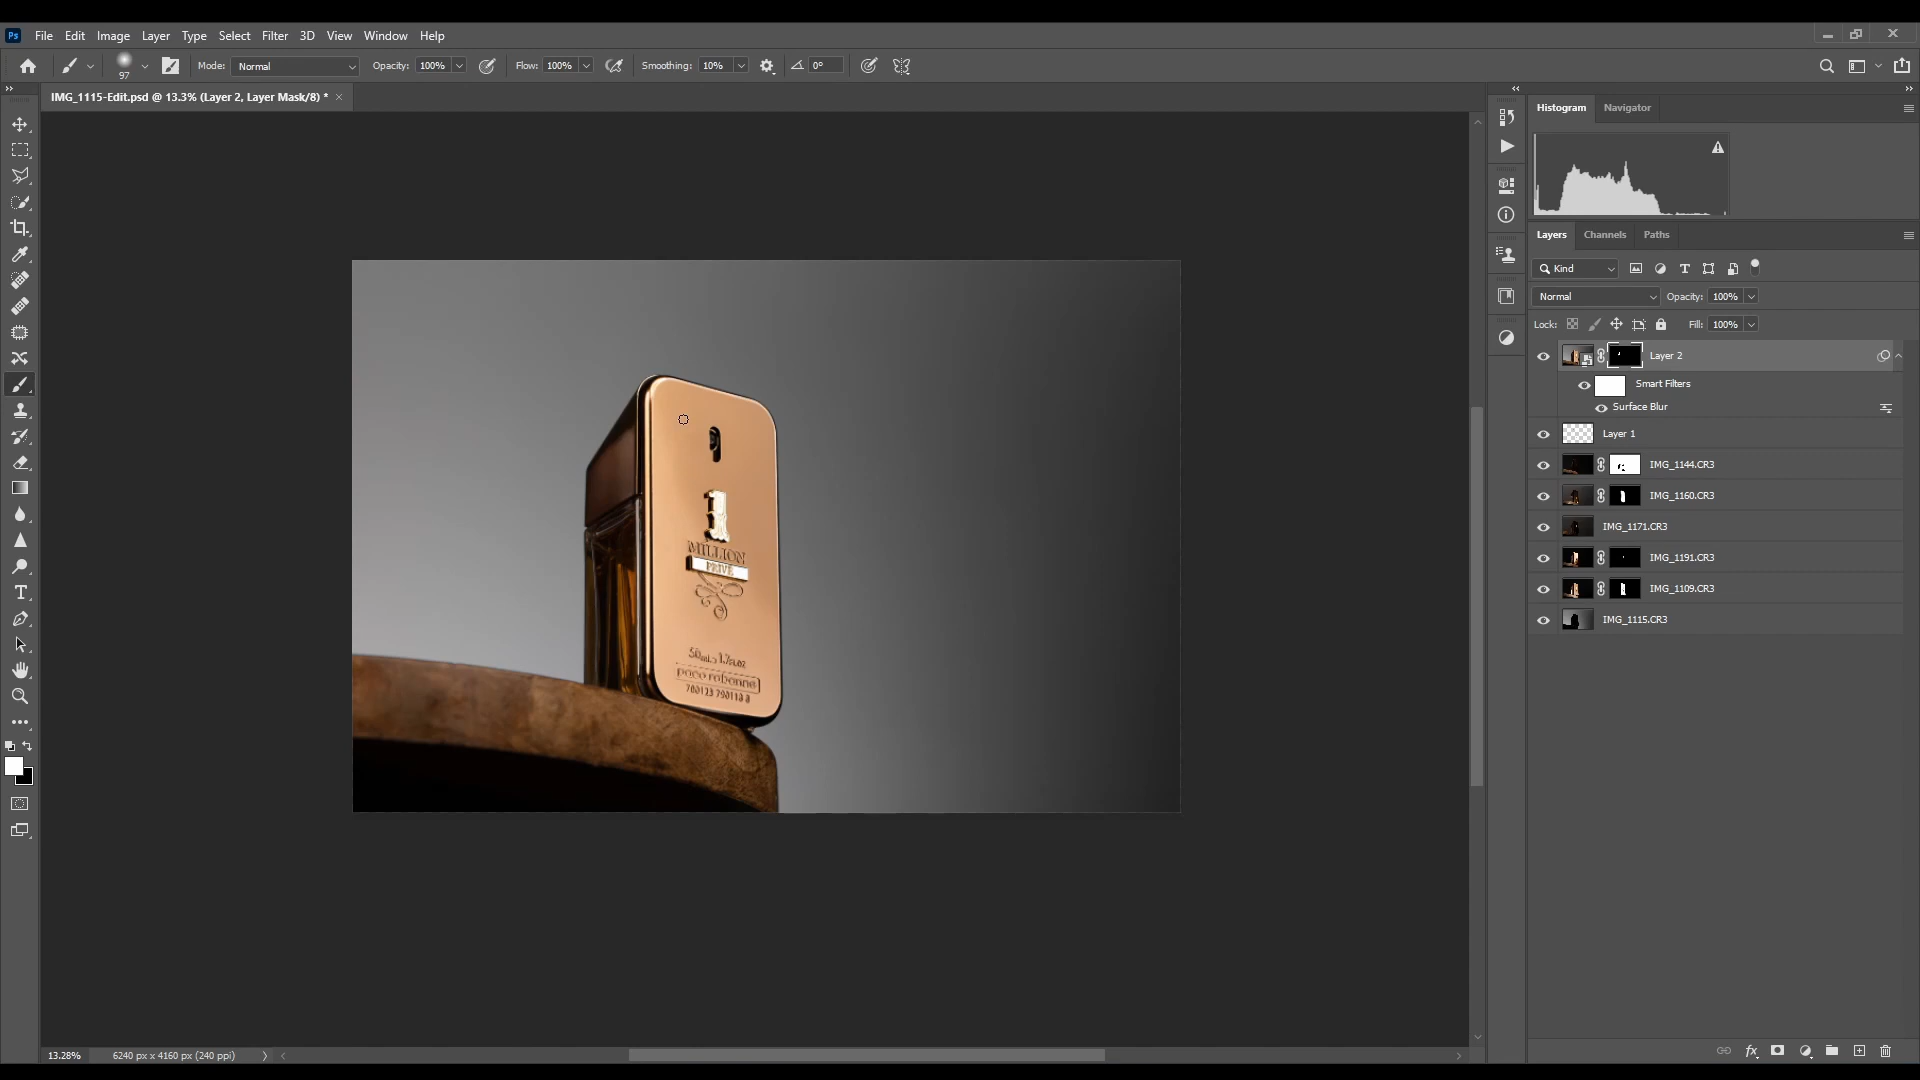 Ps File Edit Image Layer Type Select Filter 3D View Window Help
97 Mode: Normal Opacity: 100% Flow: 100% Smoothing: 10% 0°
IMG_1115-Edit.psd @ 13.3% (Layer 2, Layer Mask/8) *
Histogram Navigator
Layers Channels Paths
Kind
Normal Opacity: 100%
Lock: Fill: 100%
Layer 2
Smart Filters
Surface Blur
Layer 1
IMG_1144.CR3
IMG_1160.CR3
IMG_1171.CR3
IMG_1191.CR3
IMG_1109.CR3
IMG_1115.CR3
1
MILLION
PRIVÉ
50mL 1.7FL.OZ
paco rabanne
13.28% 6240 px x 4160 px (240 ppi)